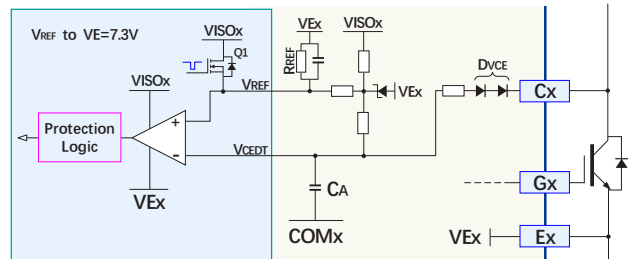 VREF to VE=7.3V
VISOx
Q1
VEx
VISOx
RREF
DVCE
VISOx
VREF
VEx
Cx
+
Protection
Logic
-
VCEDT
CA
Gx
VEx
COMx
VEx
Ex